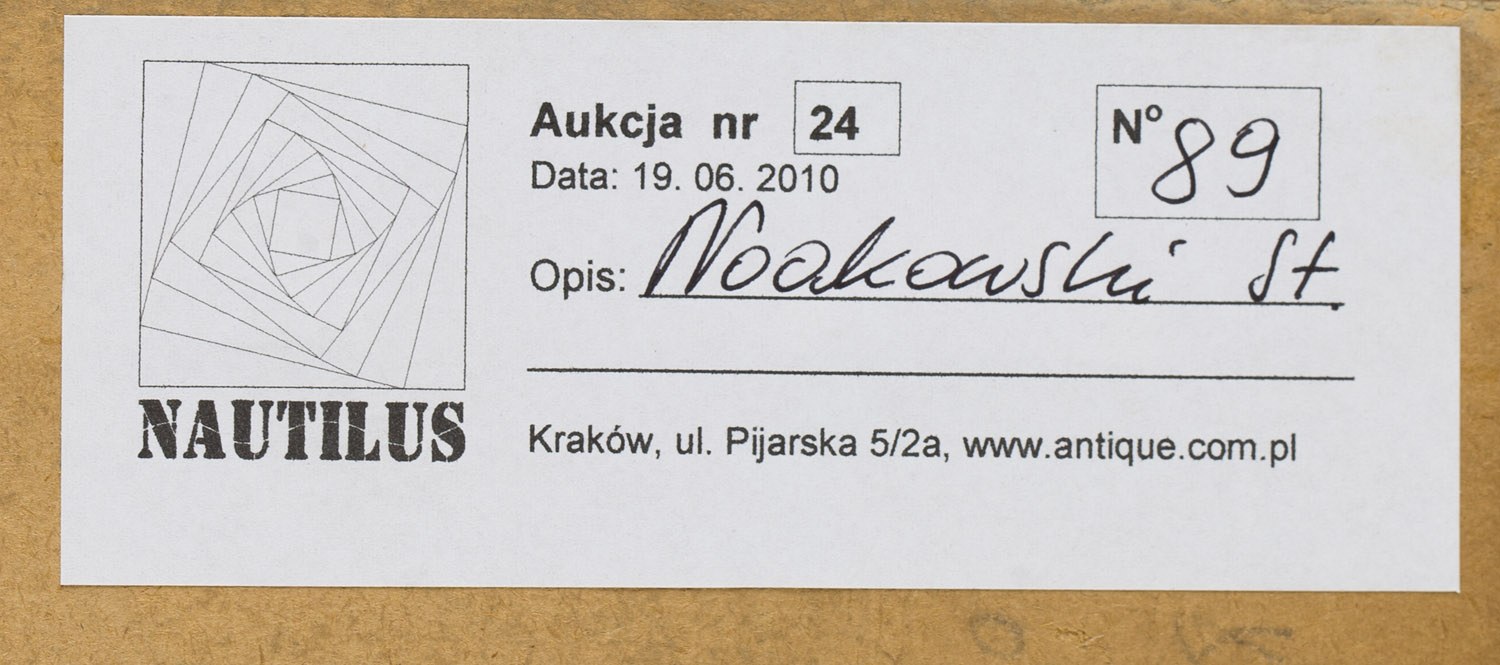 Aukcja nr 24
Nº 89
Data: 19. 06. 2010
Opis: Noakowski St.
NAUTILUS
Kraków, ul. Pijarska 5/2a, www.antique.com.pl